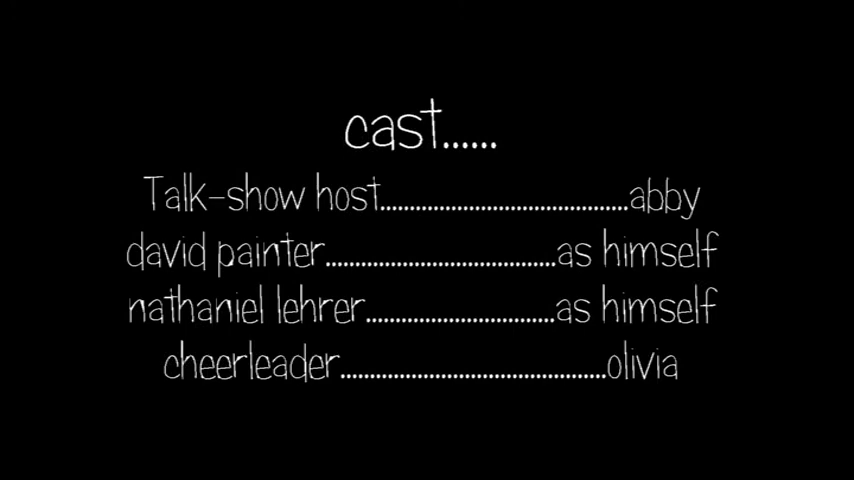 cast......
Talk-show host..........................................abby
david painter.......................................as himself
nathaniel lehrer................................as himself
cheerleader.............................................olivia